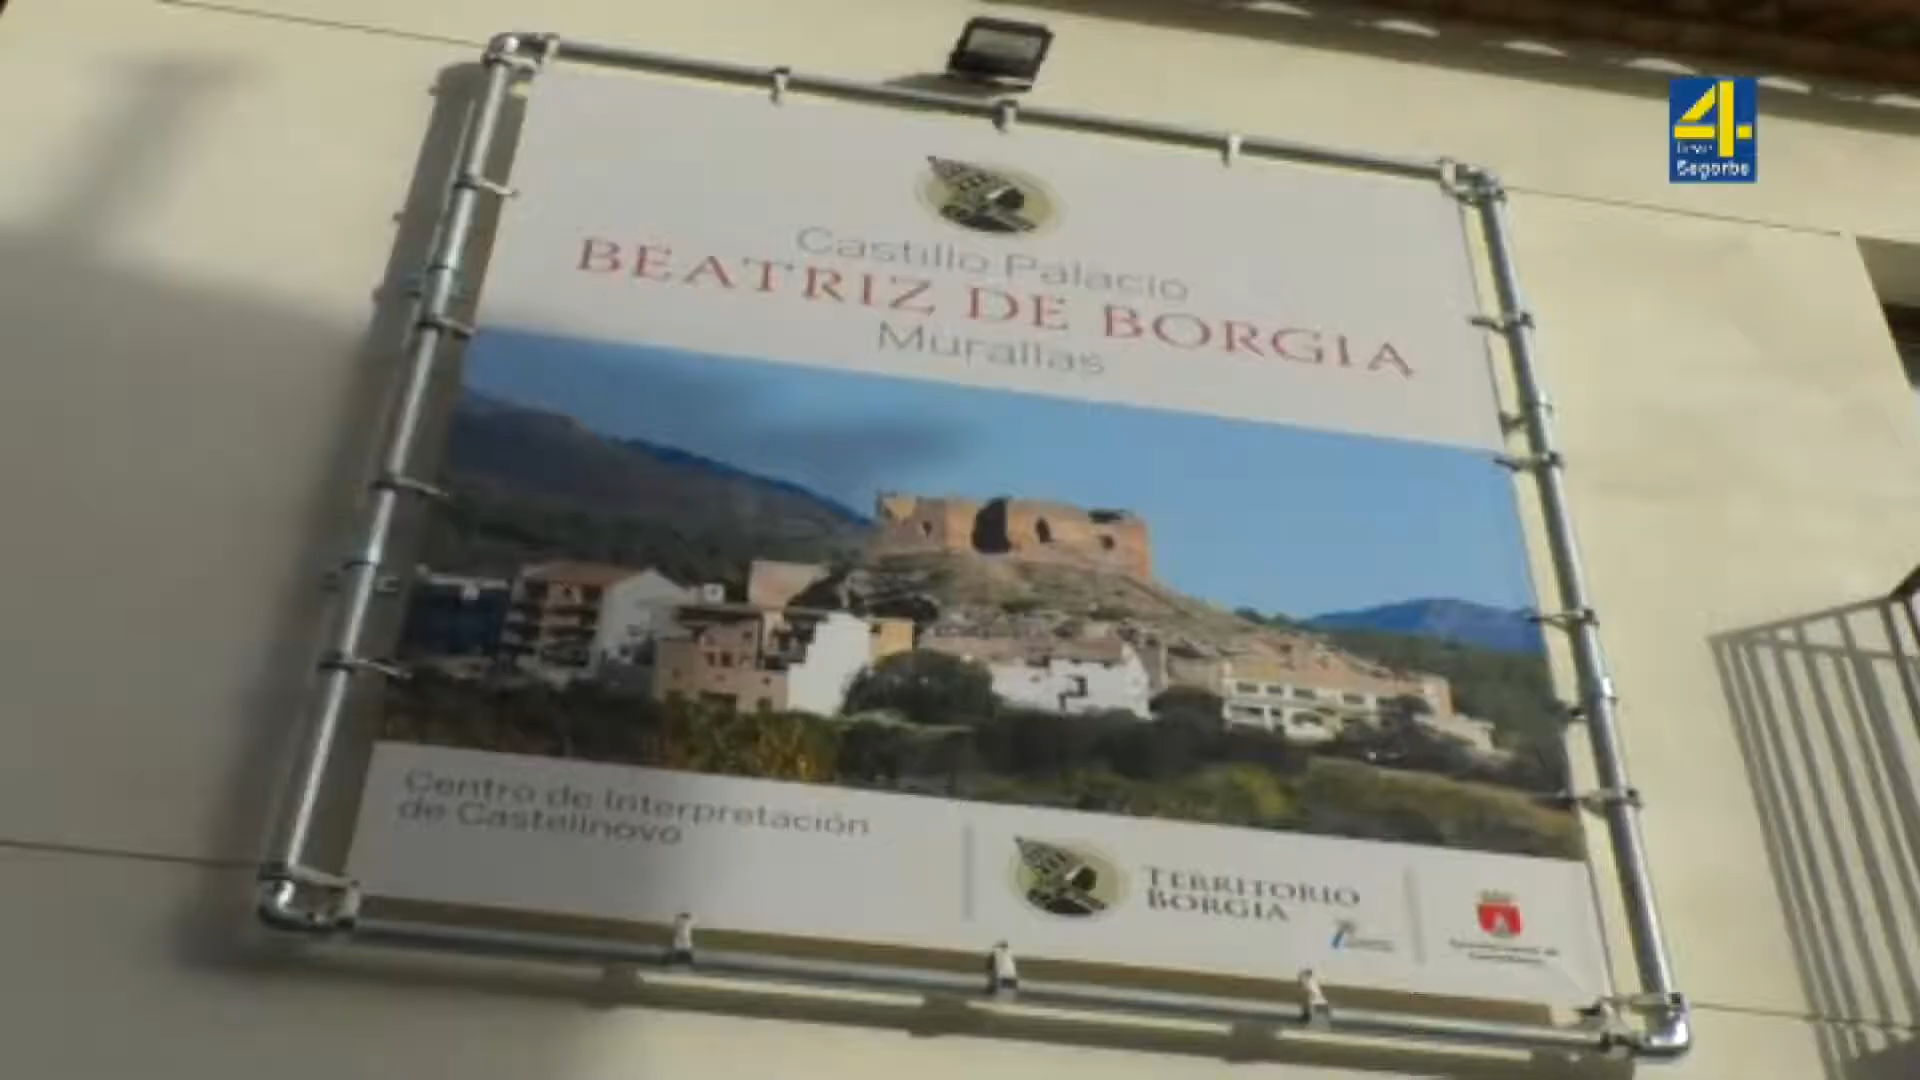 Castillo Palacio
BEATRIZ DE BORGIA
Murallas
Centro de Interpretación
de Castellnovo
TERRITORIO
BORGIA
4
Segorbe